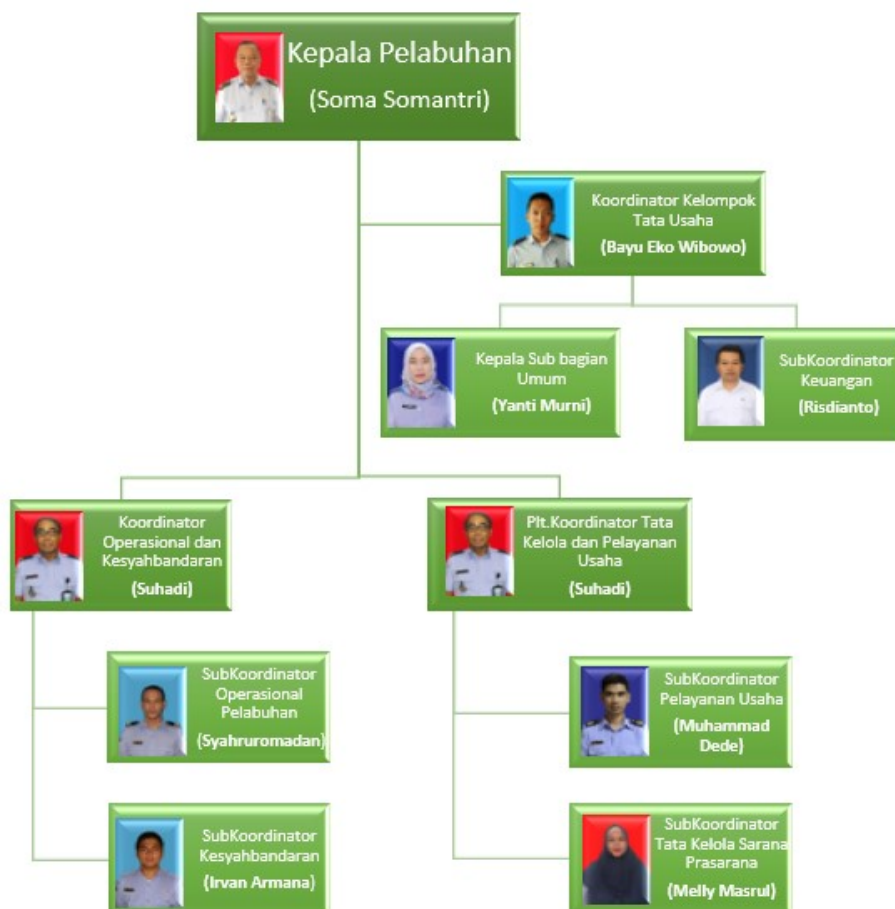 Kepala Pelabuhan
(Soma Somantri)
Koordinator Kelompok
Tata Usaha
(Bayu Eko Wibowo)
Kepala Sub bagian
Umum
(Yanti Murni)
SubKoordinator
Keuangan
(Risdianto)
Koordinator
Operasional dan
Kesyahbandaran
(Suhadi)
Plt.Koordinator Tata
Kelola dan Pelayanan
Usaha
(Suhadi)
SubKoordinator
Operasional
Pelabuhan
(Syahruromadan)
SubKoordinator
Pelayanan Usaha
(Muhammad
Dede)
SubKoordinator
Kesyahbandaran
(Irvan Armana)
SubKoordinator
Tata Kelola Sarana
Prasarana
(Melly Masrul)